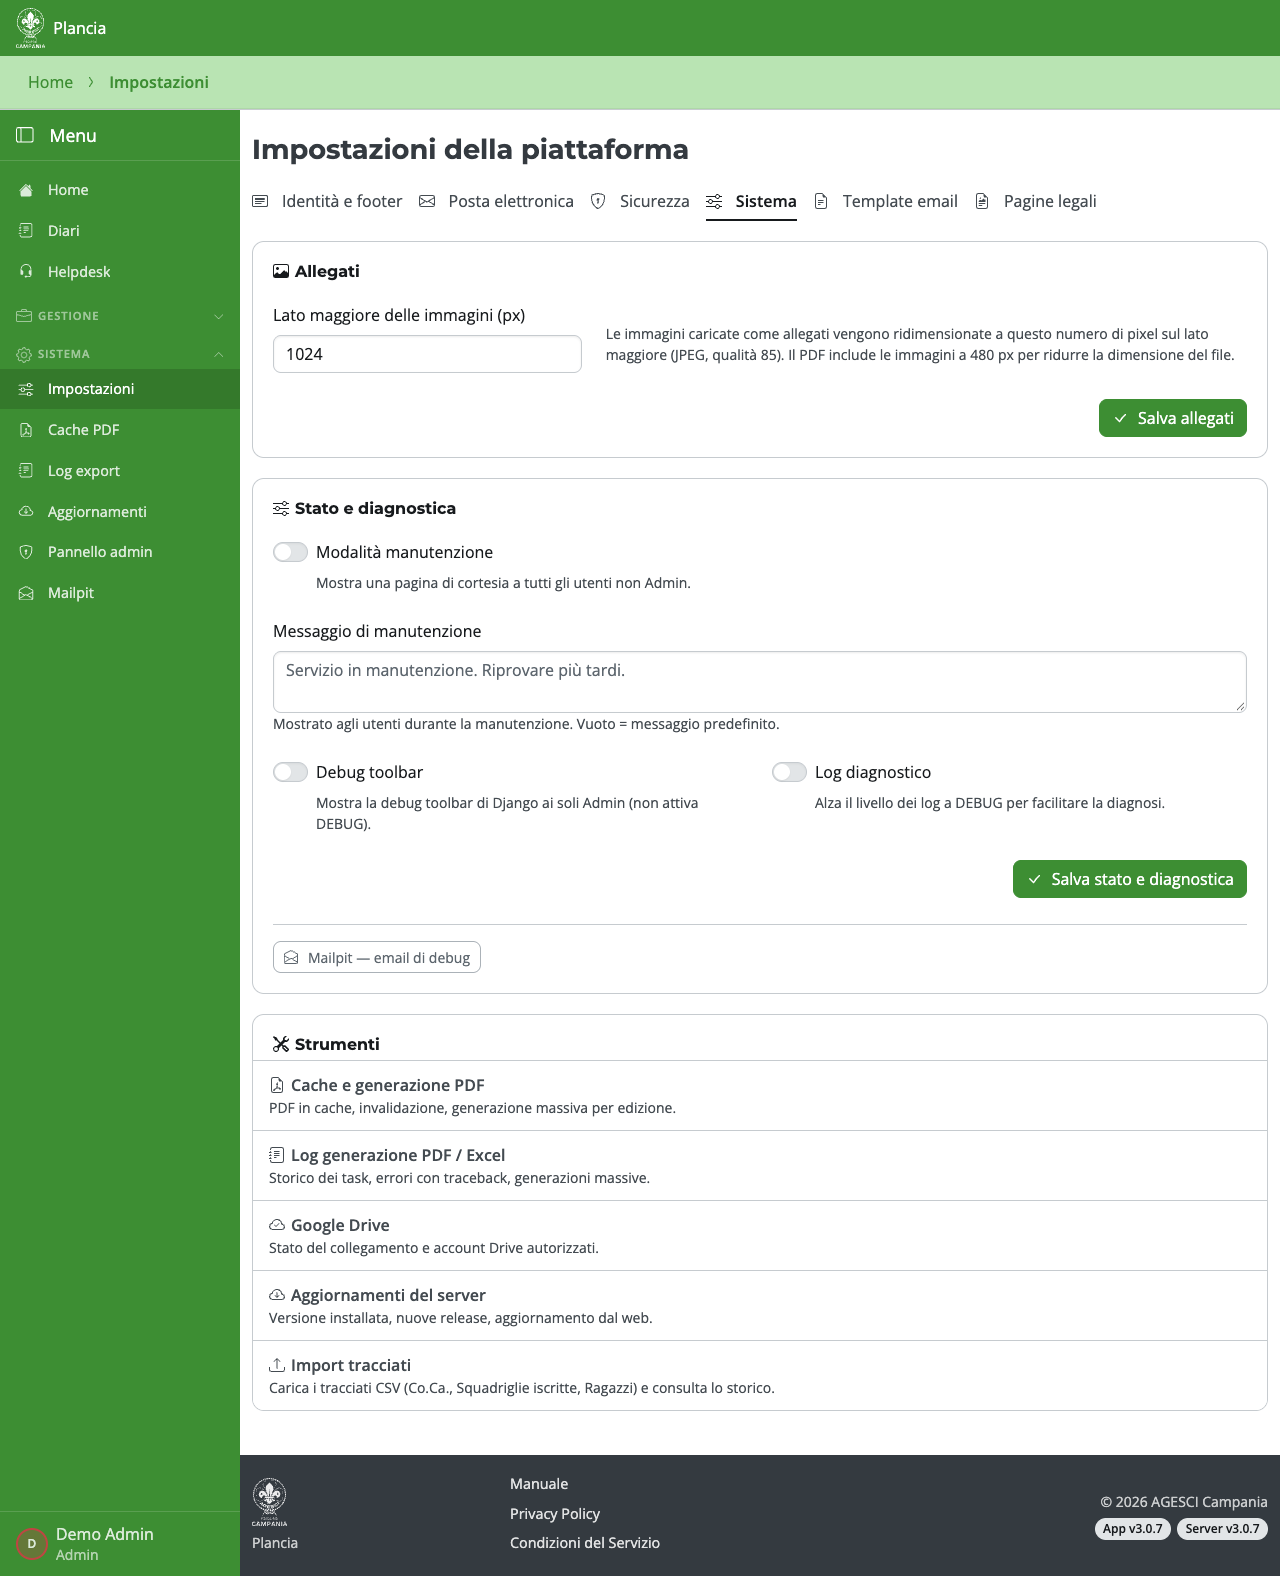 Plancia
Home
Impostazioni
Menu
Home
Diari
Helpdesk
GESTIONE
SISTEMA
Impostazioni
Cache PDF
Log export
Aggiornamenti
Pannello admin
Mailpit
Demo Admin
Admin
D
Impostazioni della piattaforma
Identità e footer
Posta elettronica
Sicurezza
Sistema
Template email
Pagine legali
Allegati
Lato maggiore delle immagini (px)
1024
Le immagini caricate come allegati vengono ridimensionate a questo numero di pixel sul lato
maggiore (JPEG, qualità 85). Il PDF include le immagini a 480 px per ridurre la dimensione del file.
Salva allegati
Stato e diagnostica
Modalità manutenzione
Mostra una pagina di cortesia a tutti gli utenti non Admin.
Messaggio di manutenzione
Servizio in manutenzione. Riprovare più tardi.
Mostrato agli utenti durante la manutenzione. Vuoto = messaggio predefinito.
Debug toolbar
Mostra la debug toolbar di Django ai soli Admin (non attiva
DEBUG).
Log diagnostico
Alza il livello dei log a DEBUG per facilitare la diagnosi.
Salva stato e diagnostica
Mailpit — email di debug
Strumenti
Cache e generazione PDF
PDF in cache, invalidazione, generazione massiva per edizione.
Log generazione PDF / Excel
Storico dei task, errori con traceback, generazioni massive.
Google Drive
Stato del collegamento e account Drive autorizzati.
Aggiornamenti del server
Versione installata, nuove release, aggiornamento dal web.
Import tracciati
Carica i tracciati CSV (Co.Ca., Squadriglie iscritte, Ragazzi) e consulta lo storico.
CAMPANIA
Plancia
Manuale
Privacy Policy
Condizioni del Servizio
© 2026 AGESCI Campania
App v3.0.7
Server v3.0.7